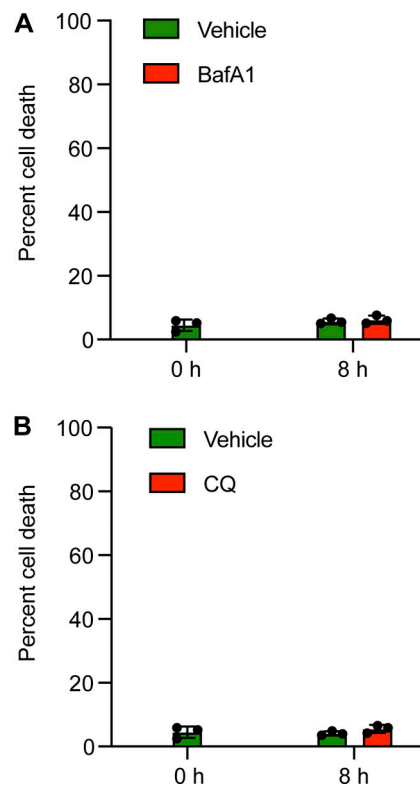 A
Vehicle
BafA1
Percent cell death
100
80
60
40
20
0
0 h
8 h
B
Vehicle
CQ
Percent cell death
100
80
60
40
20
0
0 h
8 h